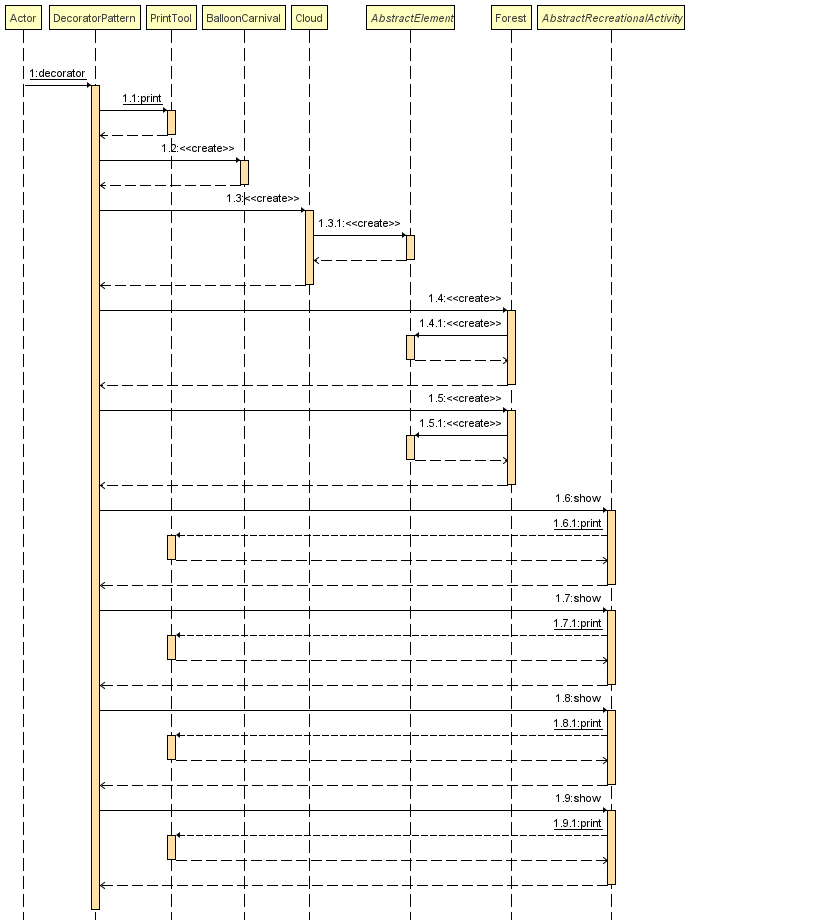 Actor DecoratorPattern PrintTool BalloonCarnival Cloud AbstractElement Forest AbstractRecreationalActivity
1:decorator
1.1:print
1.2:<<create>>
1.3:<<create>>
1.3.1:<<create>>
1.4:<<create>>
1.4.1:<<create>>
1.5:<<create>>
1.5.1:<<create>>
1.6:show
1.6.1:print
1.7:show
1.7.1:print
1.8:show
1.8.1:print
1.9:show
1.9.1:print